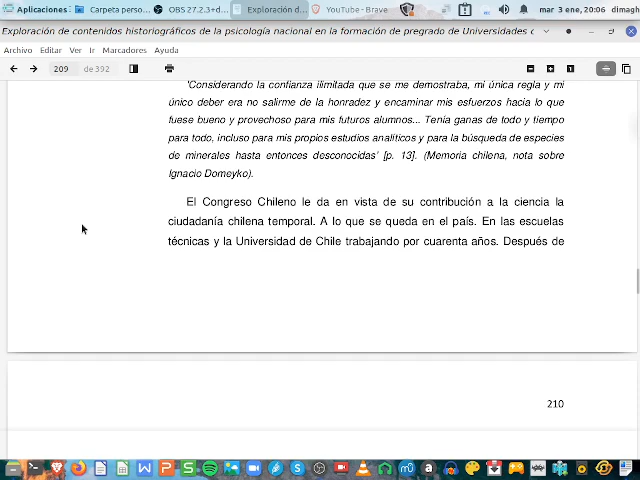 Aplicaciones Carpeta perso... OBS 27.2.3+d... Exploración d... YouTube - Brave mar 3 ene, 20:06 dimagh
Exploración de contenidos historiográficos de la psicología nacional en la formación de pregrado de Universidades c
Archivo Editar Ver Ir Marcadores Ayuda
209 de 392
'Considerando la confianza ilimitada que se me demostraba, mi única regla y mi
único deber era no salirme de la honradez y encaminar mis esfuerzos hacia lo que
fuese bueno y provechoso para mis futuros alumnos... Tenía ganas de todo y tiempo
para todo, incluso para mis propios estudios analíticos y para la búsqueda de especies
de minerales hasta entonces desconocidas' [p. 13]. (Memoria chilena, nota sobre
Ignacio Domeyko).
El Congreso Chileno le da en vista de su contribución a la ciencia la
ciudadanía chilena temporal. A lo que se queda en el país. En las escuelas
técnicas y la Universidad de Chile trabajando por cuarenta años. Después de
210